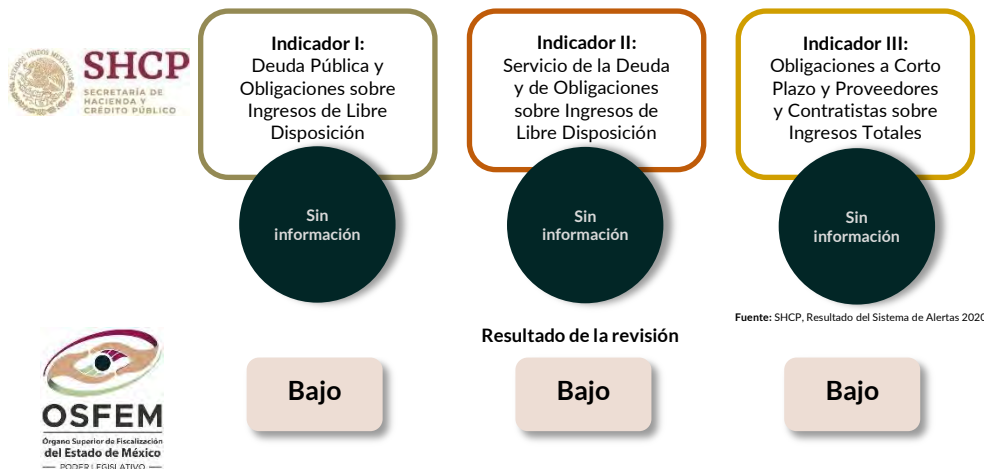 SHCP
SECRETARÍA DE
HACIENDA Y
CRÉDITO PÚBLICO
Indicador I:
Deuda Pública y
Obligaciones sobre
Ingresos de Libre
Disposición
Indicador II:
Servicio de la Deuda
y de Obligaciones
sobre Ingresos de
Libre Disposición
Indicador III:
Obligaciones a Corto
Plazo y Proveedores
y Contratistas sobre
Ingresos Totales
Sin
información
Sin
información
Sin
información
Fuente: SHCP, Resultado del Sistema de Alertas 2020
Resultado de la revisión
OSFEM
Órgano Superior de Fiscalización
del Estado de México
PODER LEGISLATIVO
Bajo
Bajo
Bajo